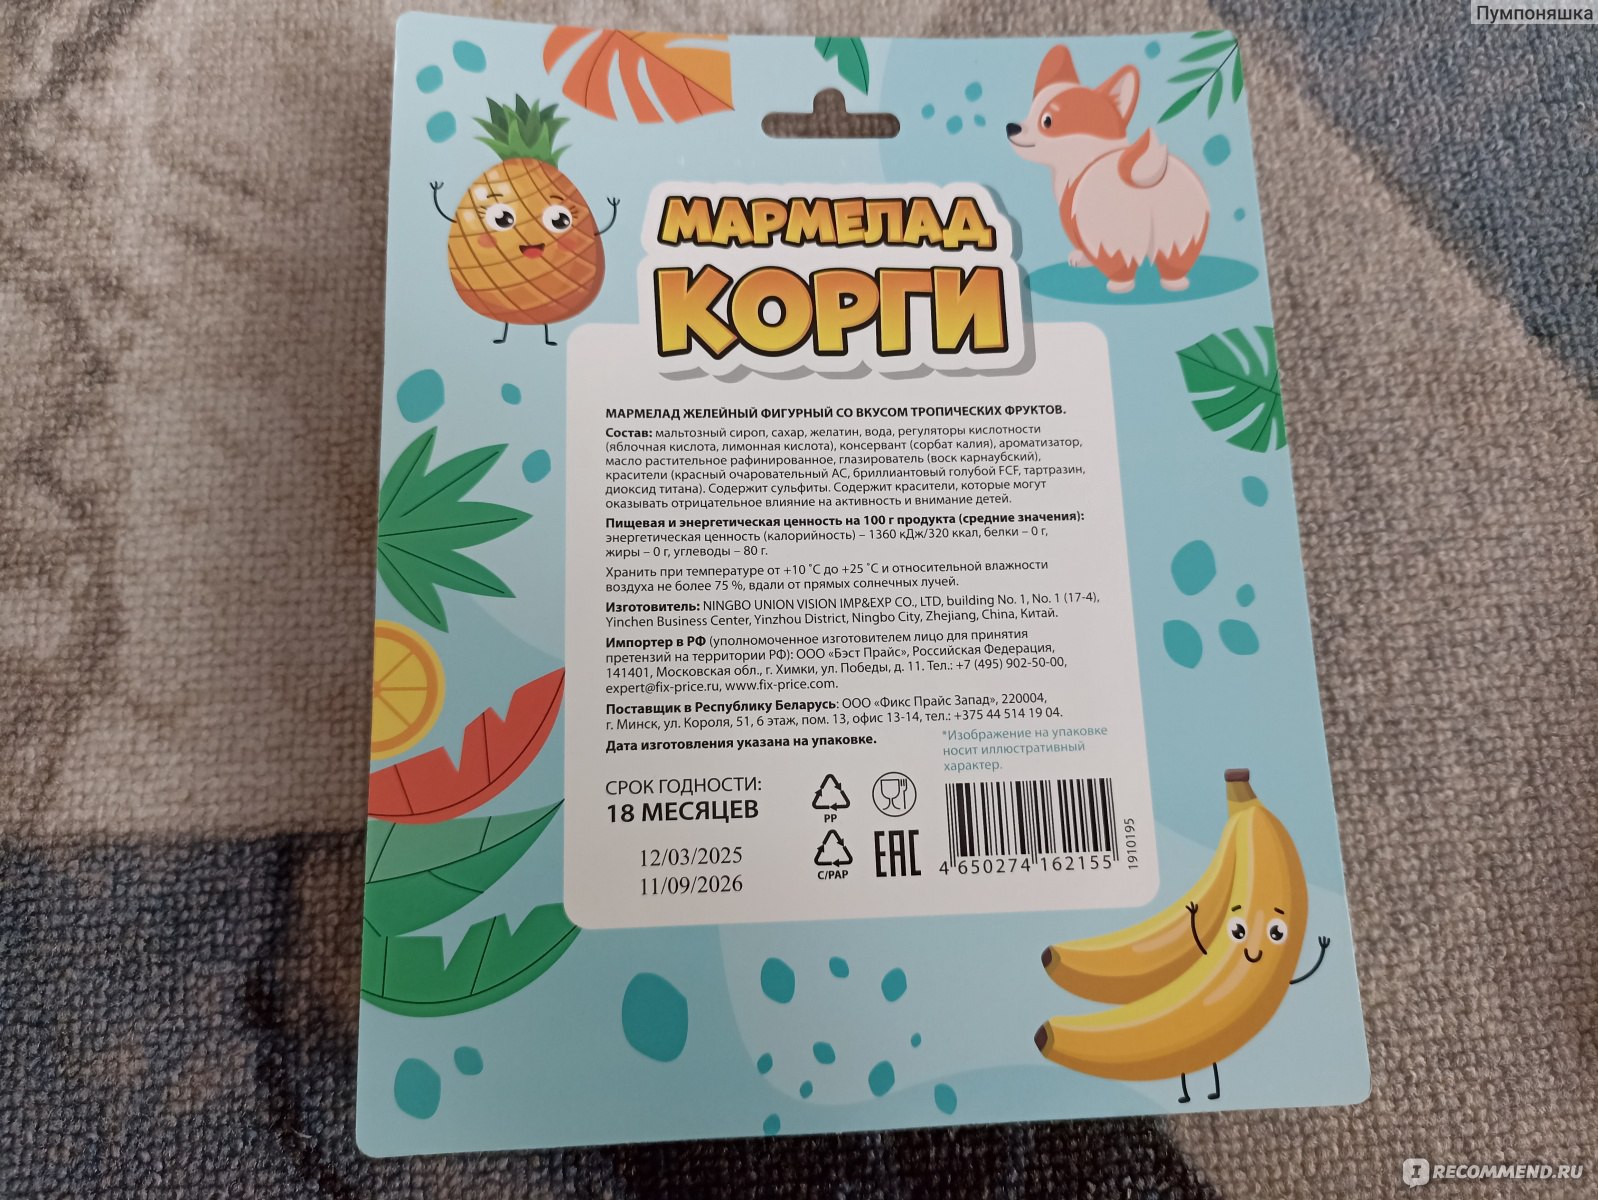 Пумпоняшка
МАРМЕЛАД
КОРГИ
МАРМЕЛАД ЖЕЛЕЙНЫЙ ФИГУРНЫЙ СО ВКУСОМ ТРОПИЧЕСКИХ ФРУКТОВ.
Состав: мальтозный сироп, сахар, желатин, вода, регуляторы кислотности
(яблочная кислота, лимонная кислота), консервант (сорбат калия), ароматизатор,
масло растительное рафинированное, глазирователь (воск карнаубский),
красители (красный очаровательный АС, бриллиантовый голубой FCF, тартразин,
диоксид титана). Содержит сульфиты. Содержит красители, которые могут
оказывать отрицательное влияние на активность и внимание детей.
Пищевая и энергетическая ценность на 100 г продукта (средние значения):
энергетическая ценность (калорийность) – 1360 кДж/320 ккал, белки – 0 г,
жиры – 0 г, углеводы – 80 г.
Хранить при температуре от +10 ˚С до +25 ˚С и относительной влажности
воздуха не более 75 %, вдали от прямых солнечных лучей.
Изготовитель: NINGBO UNION VISION IMP&EXP CO., LTD, building No. 1, No. 1 (17-4),
Yinchen Business Center, Yinzhou District, Ningbo City, Zhejiang, China, Китай.
Импортер в РФ (уполномоченное изготовителем лицо для принятия
претензий на территории РФ): ООО «Бэст Прайс», Российская Федерация,
141401, Московская обл., г. Химки, ул. Победы, д. 11. Тел.: +7 (495) 902-50-00,
expert@fix-price.ru, www.fix-price.com.
Поставщик в Республику Беларусь: ООО «Фикс Прайс Запад», 220004,
г. Минск, ул. Короля, 51, 6 этаж, пом. 13, офис 13-14, тел.: +375 44 514 19 04.
Дата изготовления указана на упаковке.
*Изображение на упаковке
носит иллюстративный
характер.
СРОК ГОДНОСТИ:
18 МЕСЯЦЕВ
12/03/2025
11/09/2026
PP
C/PAP
EAC
4 650274 162155
1910195
I RECOMMEND.RU